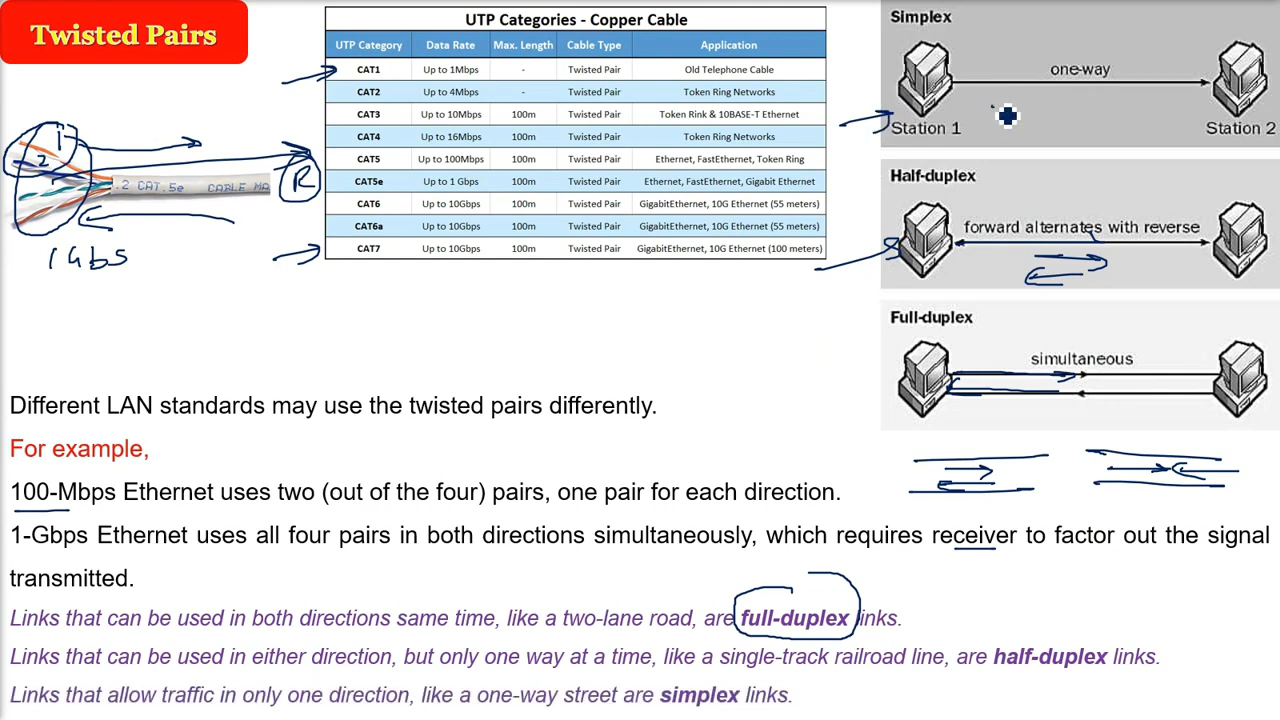 Twisted Pairs
UTP Categories - Copper Cable
UTP Category Data Rate Max. Length Cable Type Application
CAT1 Up to 1Mbps - Twisted Pair Old Telephone Cable
CAT2 Up to 4Mbps - Twisted Pair Token Ring Networks
CAT3 Up to 10Mbps 100m Twisted Pair Token Rink & 10BASE-T Ethernet
CAT4 Up to 16Mbps 100m Twisted Pair Token Ring Networks
CAT5 Up to 100Mbps 100m Twisted Pair Ethernet, FastEthernet, Token Ring
CAT5e Up to 1 Gbps 100m Twisted Pair Ethernet, FastEthernet, Gigabit Ethernet
CAT6 Up to 10Gbps 100m Twisted Pair GigabitEthernet, 10G Ethernet (55 meters)
CAT6a Up to 10Gbps 100m Twisted Pair GigabitEthernet, 10G Ethernet (55 meters)
CAT7 Up to 10Gbps 100m Twisted Pair GigabitEthernet, 10G Ethernet (100 meters)
1
2
R
.2 CAT.5e CABLE MA
1Gbs
Simplex
one-way
Station 1 Station 2
Half-duplex
forward alternates with reverse
Full-duplex
simultaneous
Different LAN standards may use the twisted pairs differently.
For example,
100-Mbps Ethernet uses two (out of the four) pairs, one pair for each direction.
1-Gbps Ethernet uses all four pairs in both directions simultaneously, which requires receiver to factor out the signal
transmitted.
Links that can be used in both directions same time, like a two-lane road, are full-duplex links.
Links that can be used in either direction, but only one way at a time, like a single-track railroad line, are half-duplex links.
Links that allow traffic in only one direction, like a one-way street are simplex links.